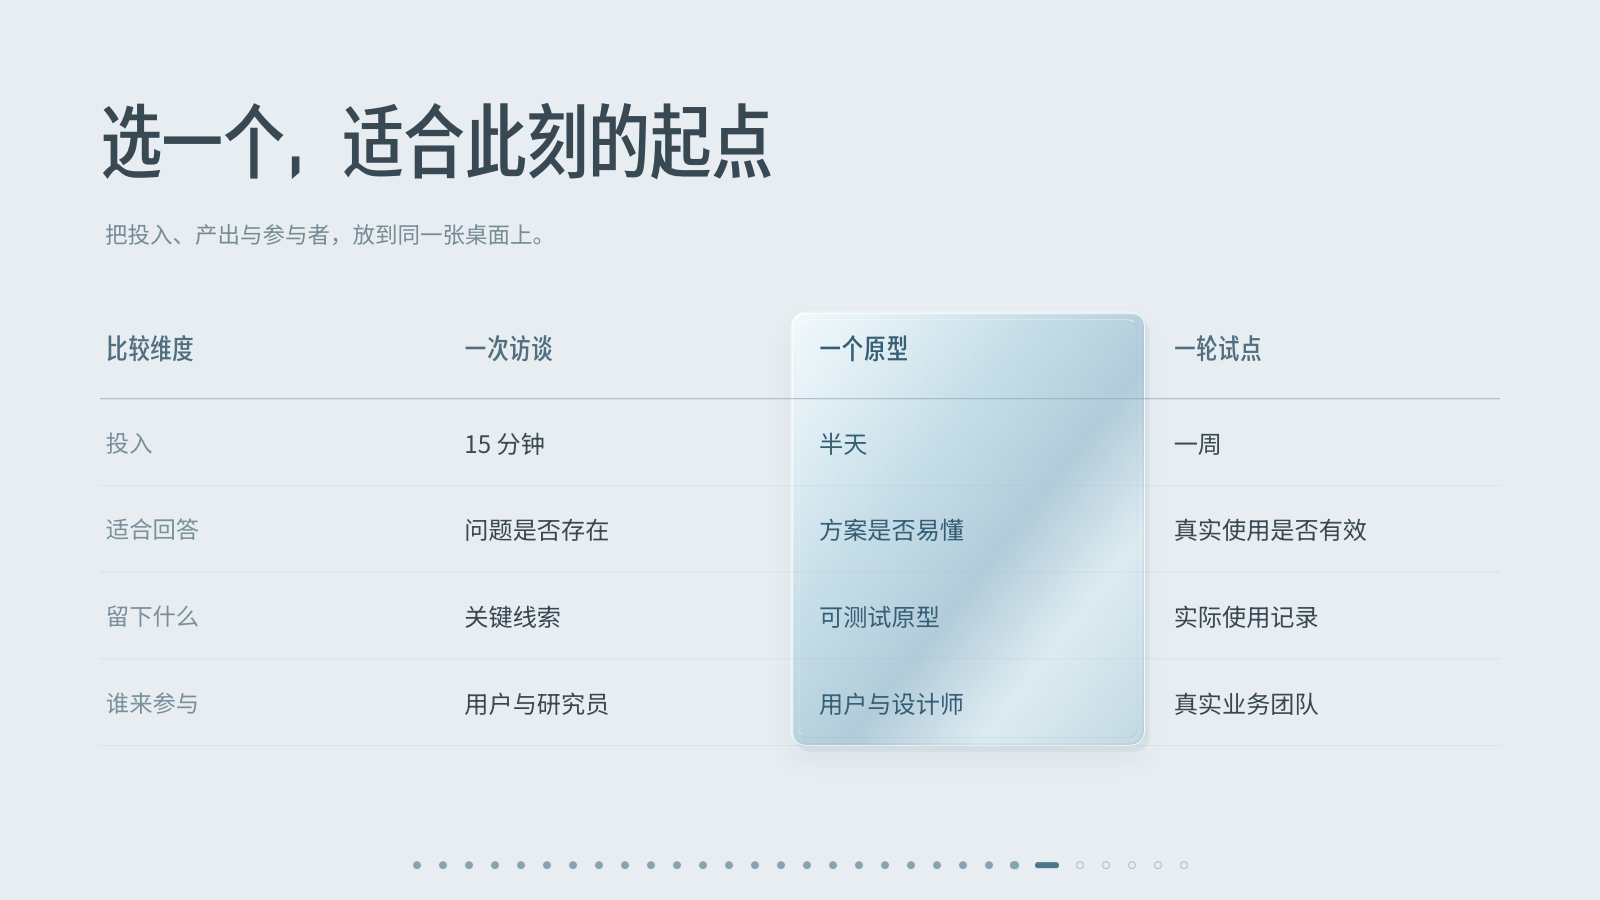 选一个，适合此刻的起点
把投入、产出与参与者，放到同一张桌面上。
比较维度 一次访谈 一个原型 一轮试点
投入 15 分钟 半天 一周
适合回答 问题是否存在 方案是否易懂 真实使用是否有效
留下什么 关键线索 可测试原型 实际使用记录
谁来参与 用户与研究员 用户与设计师 真实业务团队